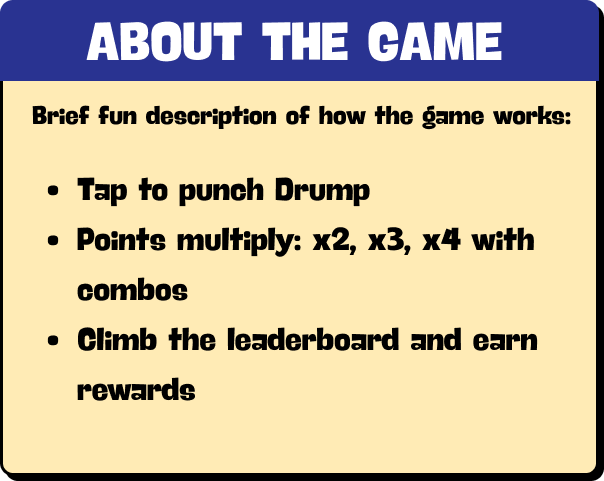 ABOUT THE GAME
Brief fun description of how the game works:
• Tap to punch Drump
• Points multiply: x2, x3, x4 with
combos
• Climb the leaderboard and earn
rewards